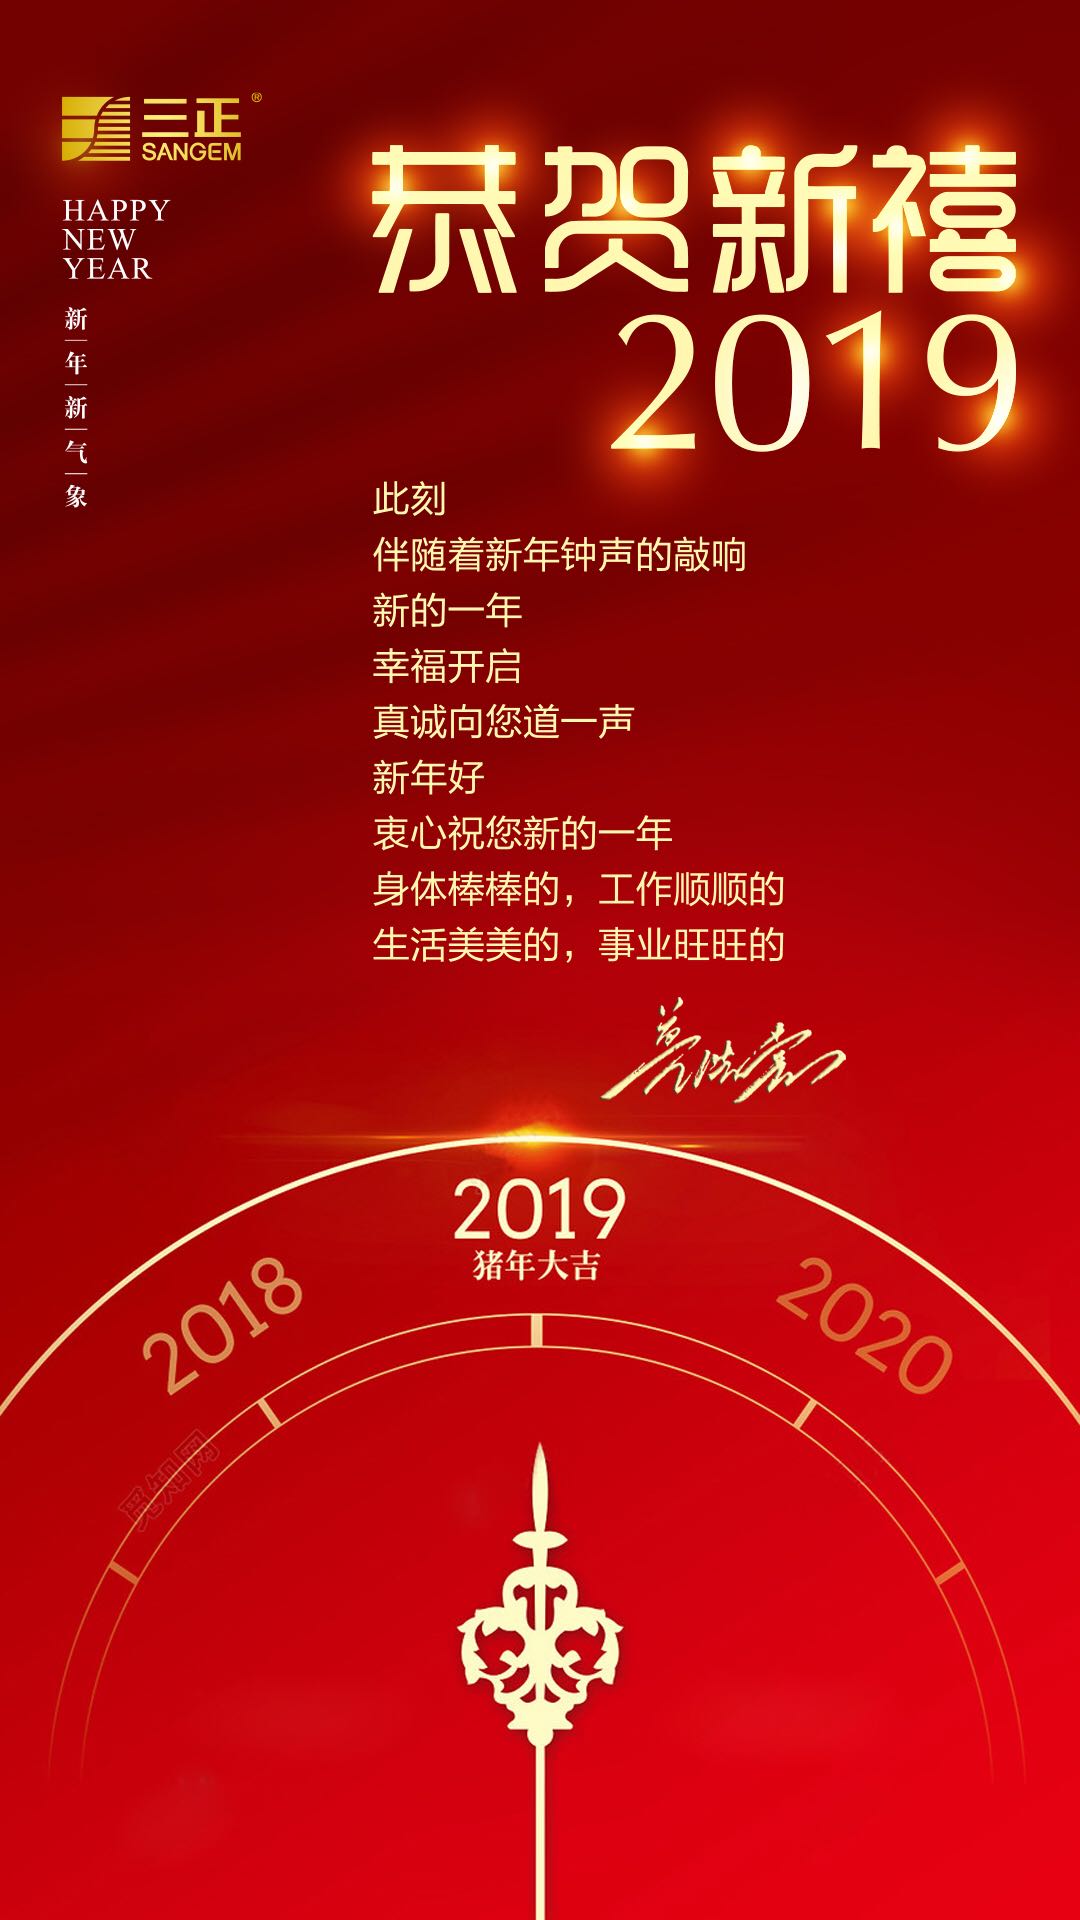 三正®
SANGEM
HAPPY
NEW
YEAR
新年新气象
恭贺新禧
2019
此刻
伴随着新年钟声的敲响
新的一年
幸福开启
真诚向您道一声
新年好
衷心祝您新的一年
身体棒棒的，工作顺顺的
生活美美的，事业旺旺的
2019
猪年大吉
2018
2020
觅知网